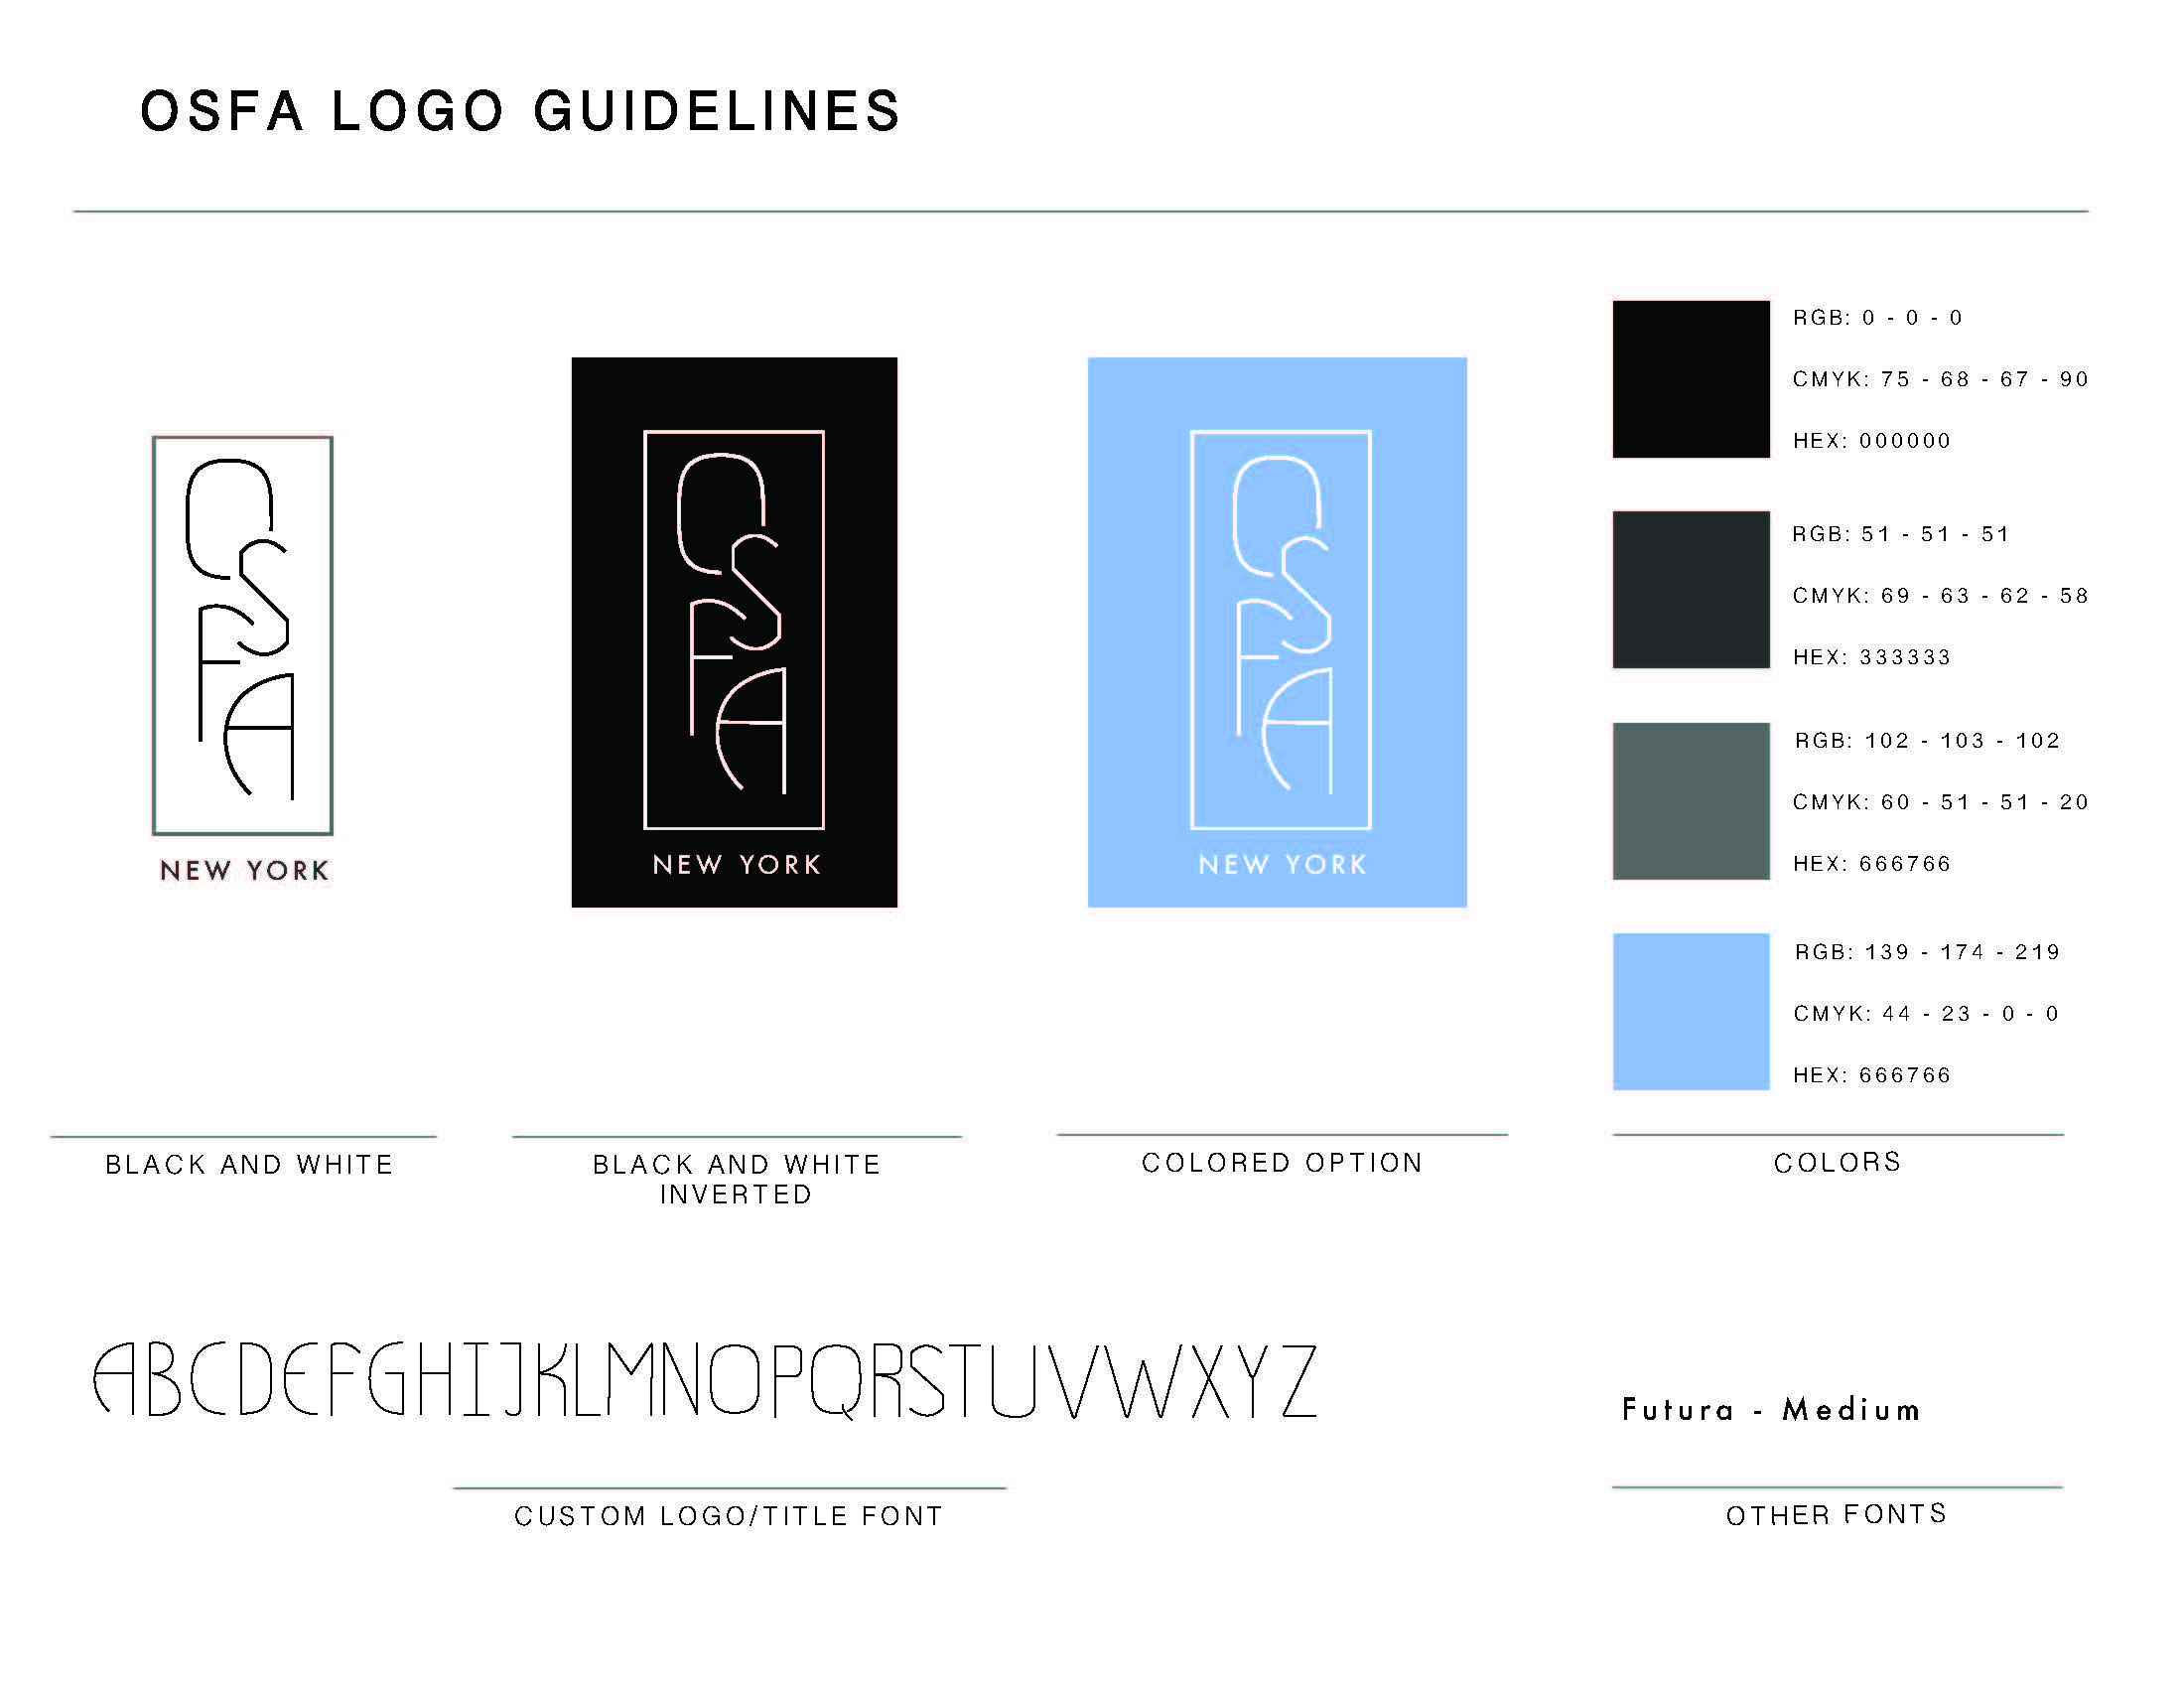 OSFA LOGO GUIDELINES
O
S
F
A
NEW YORK
O
S
F
A
NEW YORK
O
S
F
A
NEW YORK
RGB: 0 - 0 - 0
CMYK: 75 - 68 - 67 - 90
HEX: 000000
RGB: 51 - 51 - 51
CMYK: 69 - 63 - 62 - 58
HEX: 333333
RGB: 102 - 103 - 102
CMYK: 60 - 51 - 51 - 20
HEX: 666766
RGB: 139 - 174 - 219
CMYK: 44 - 23 - 0 - 0
HEX: 666766
BLACK AND WHITE
BLACK AND WHITE
INVERTED
COLORED OPTION
COLORS
ABCDEFGHIJKLMNOPQRSTUVWXYZ
CUSTOM LOGO/TITLE FONT
Futura - Medium
OTHER FONTS